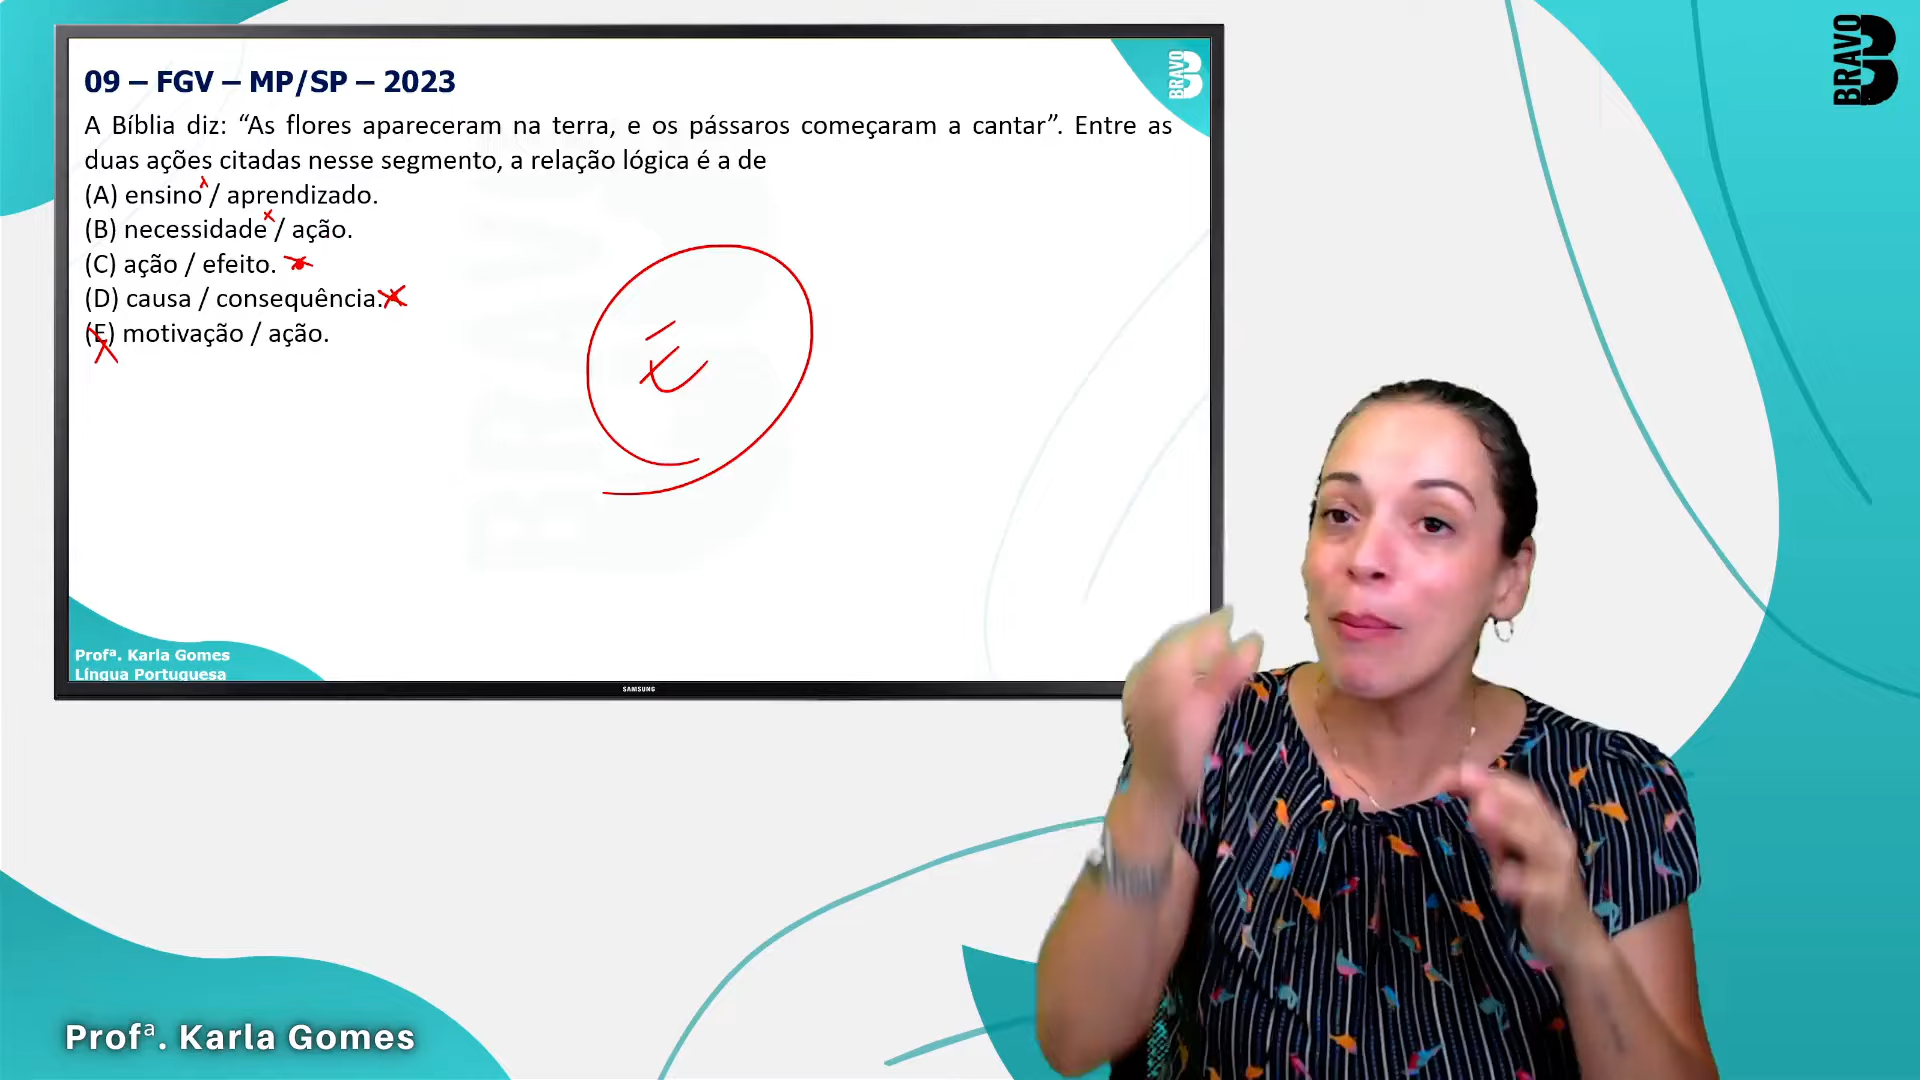 BRAVO
09 – FGV – MP/SP – 2023
BRAVO
A Bíblia diz: “As flores apareceram na terra, e os pássaros começaram a cantar”. Entre as
duas ações citadas nesse segmento, a relação lógica é a de
(A) ensino / aprendizado.
(B) necessidade / ação.
(C) ação / efeito.
(D) causa / consequência.
(E) motivação / ação.
BRAVO
Profª. Karla Gomes
Língua Portuguesa
SAMSUNG
Profª. Karla Gomes